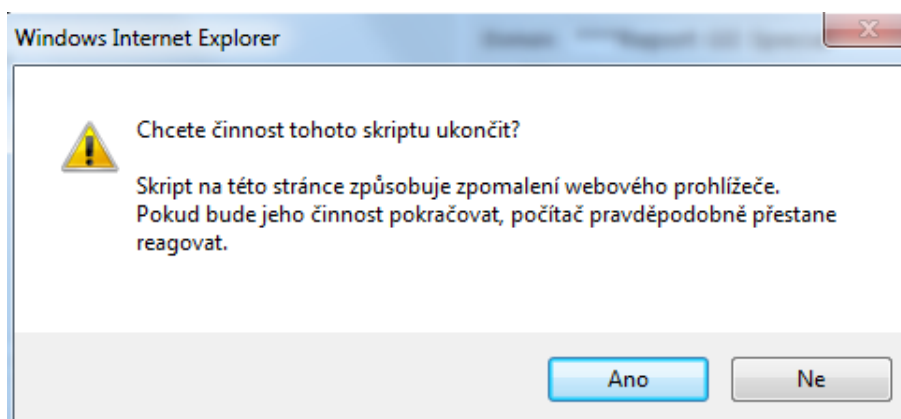 Windows Internet Explorer
Chcete činnost tohoto skriptu ukončit?
Skript na této stránce způsobuje zpomalení webového prohlížeče.
Pokud bude jeho činnost pokračovat, počítač pravděpodobně přestane
reagovat.
Ano
Ne